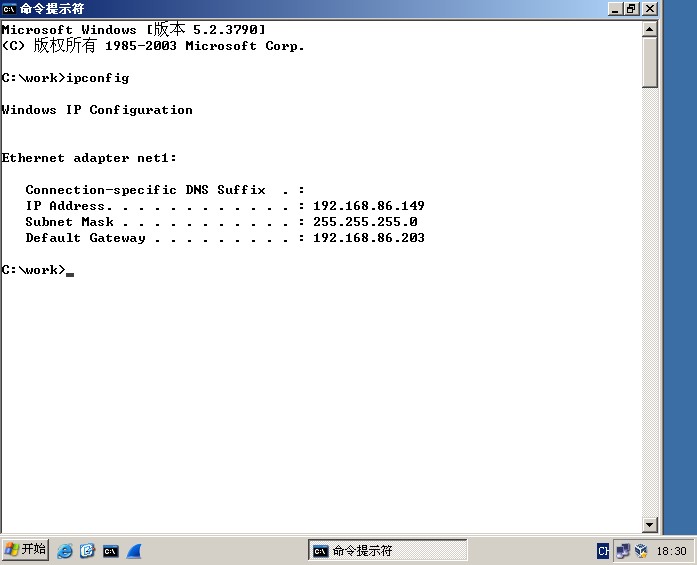 命令提示符
Microsoft Windows [版本 5.2.3790]
(C) 版权所有 1985-2003 Microsoft Corp.
C:\work>ipconfig
Windows IP Configuration
Ethernet adapter net1:
Connection-specific DNS Suffix  . :
IP Address. . . . . . . . . . . . : 192.168.86.149
Subnet Mask . . . . . . . . . . . : 255.255.255.0
Default Gateway . . . . . . . . . : 192.168.86.203
C:\work>
开始
命令提示符
CH
18:30